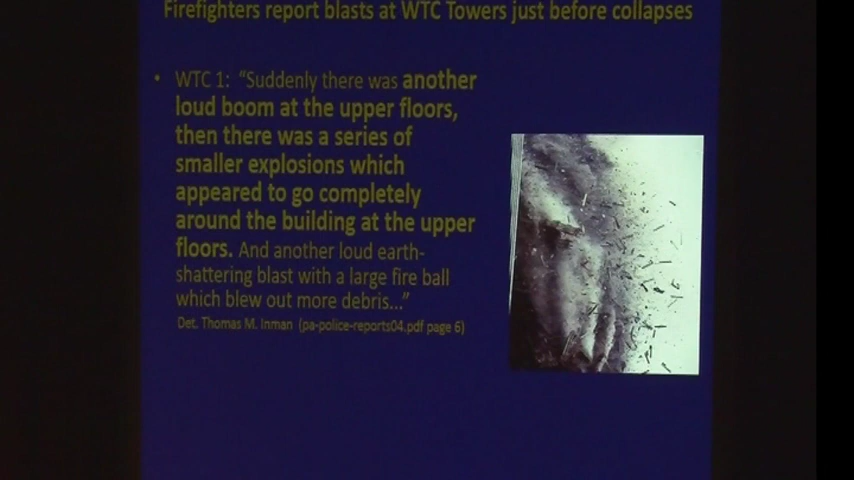 Firefighters report blasts at WTC Towers just before collapses
• WTC 1: “Suddenly there was another
loud boom at the upper floors,
then there was a series of
smaller explosions which
appeared to go completely
around the building at the upper
floors. And another loud earth-
shattering blast with a large fire ball
which blew out more debris...”
Det. Thomas M. Inman (pa-police-reports04.pdf page 6)